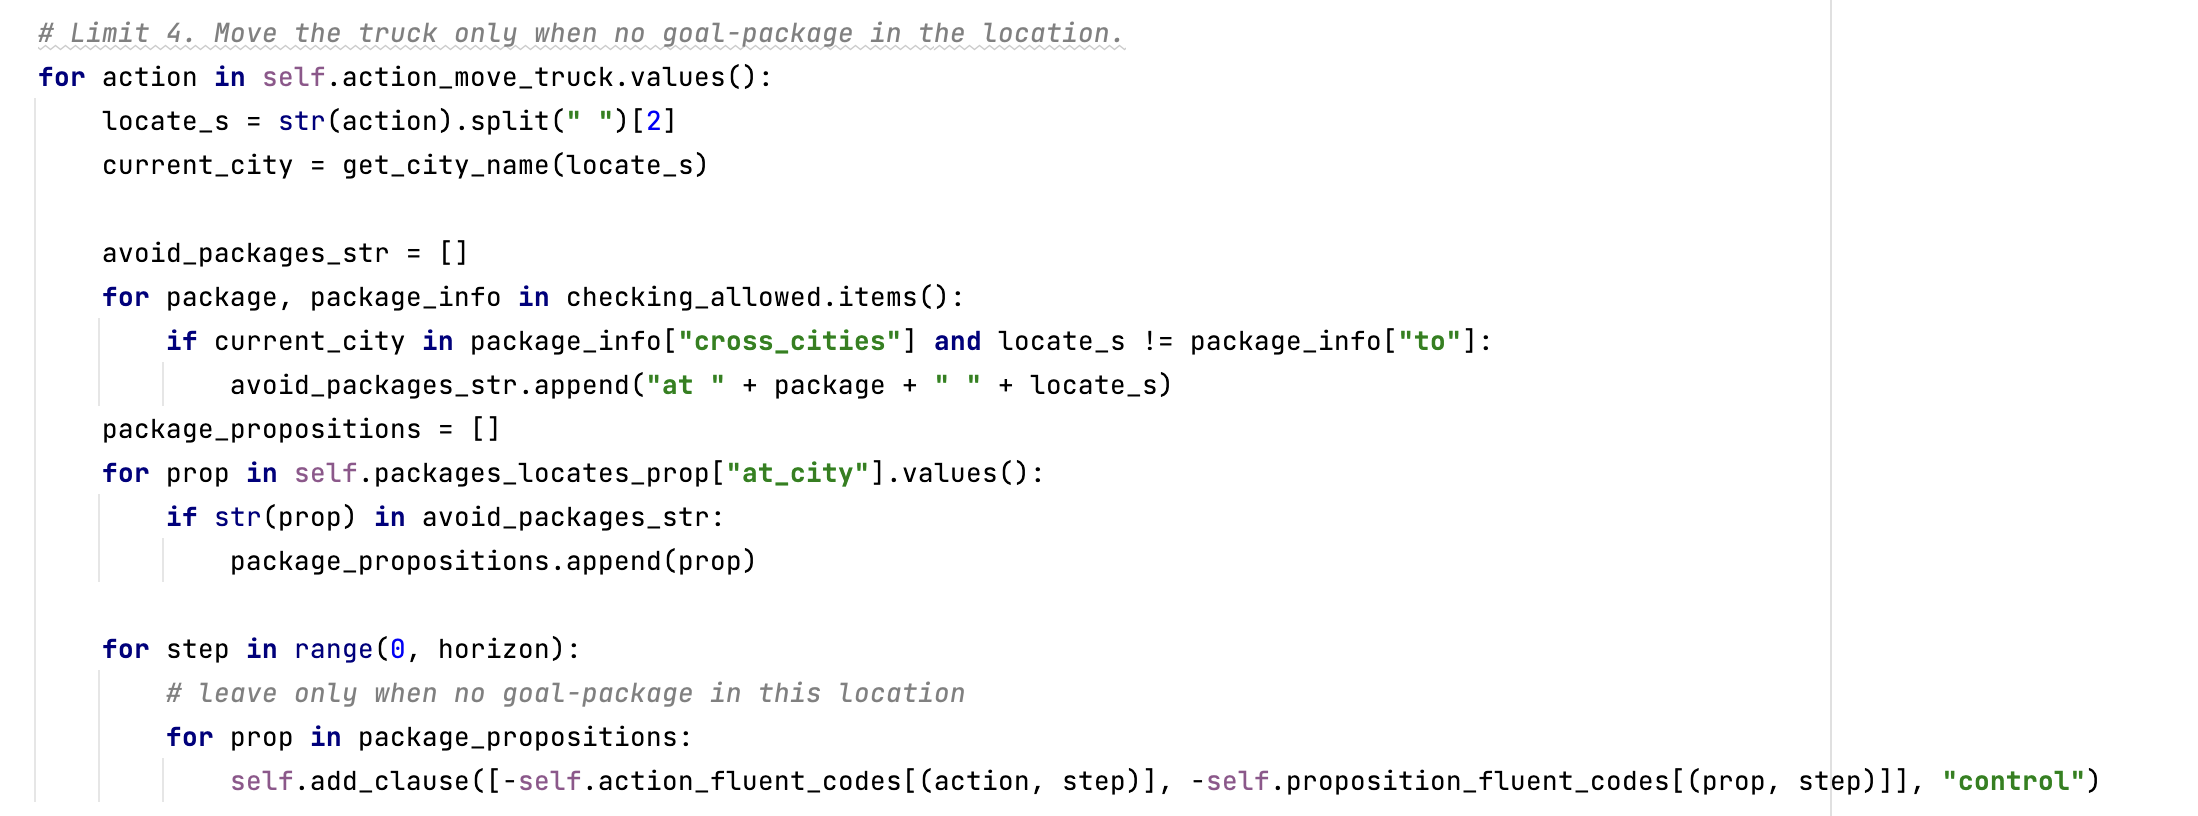 # Limit 4. Move the truck only when no goal-package in the location.
for action in self.action_move_truck.values():
    locate_s = str(action).split(" ")[2]
    current_city = get_city_name(locate_s)

    avoid_packages_str = []
    for package, package_info in checking_allowed.items():
        if current_city in package_info["cross_cities"] and locate_s != package_info["to"]:
            avoid_packages_str.append("at " + package + " " + locate_s)
    package_propositions = []
    for prop in self.packages_locates_prop["at_city"].values():
        if str(prop) in avoid_packages_str:
            package_propositions.append(prop)

    for step in range(0, horizon):
        # leave only when no goal-package in this location
        for prop in package_propositions:
            self.add_clause([-self.action_fluent_codes[(action, step)], -self.proposition_fluent_codes[(prop, step)]], "control")